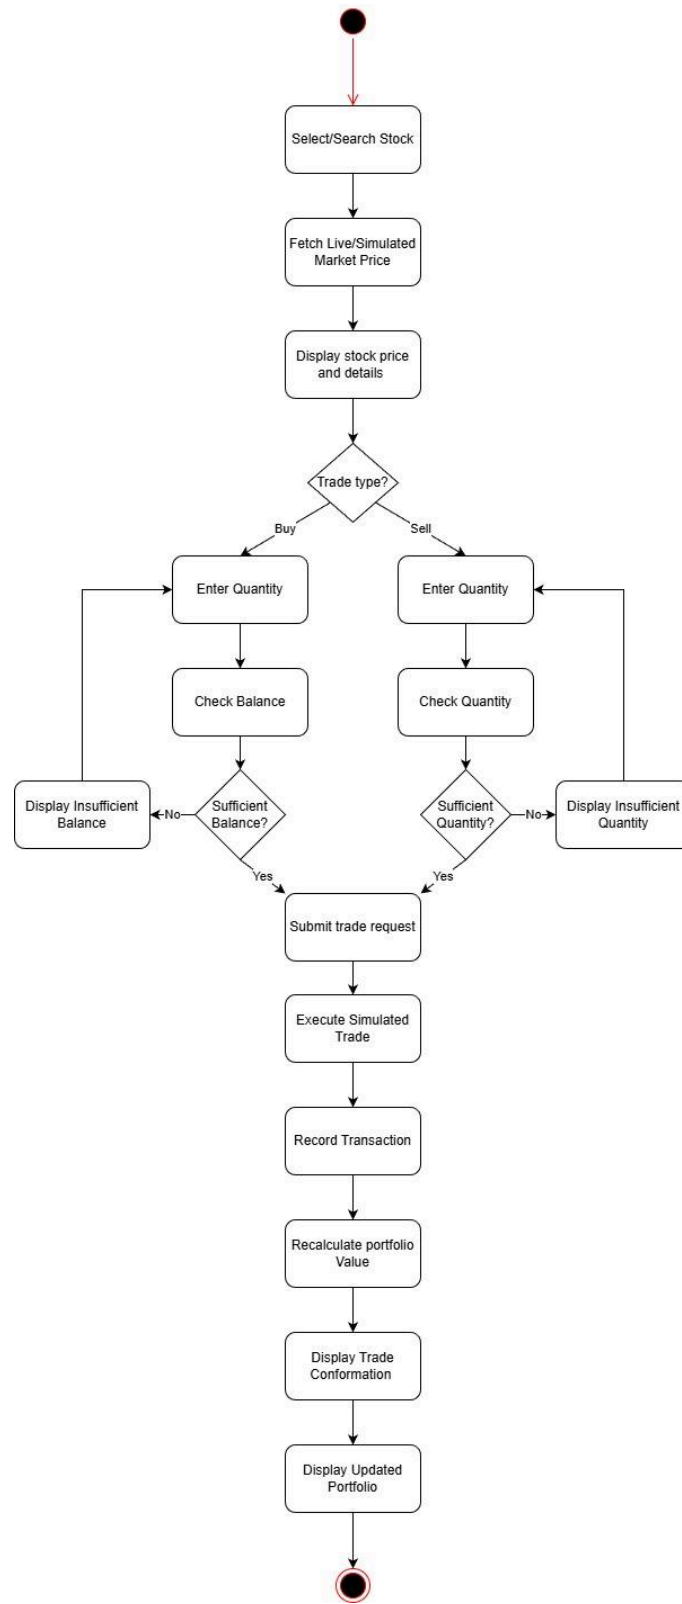 Select/Search Stock
Fetch Live/Simulated
Market Price
Display stock price
and details
Trade type?
Buy
Sell
Enter Quantity
Enter Quantity
Check Balance
Check Quantity
Display Insufficient
Balance
No
Sufficient
Balance?
Sufficient
Quantity?
No
Display Insufficient
Quantity
Yes
Yes
Submit trade request
Execute Simulated
Trade
Record Transaction
Recalculate portfolio
Value
Display Trade
Conformation
Display Updated
Portfolio